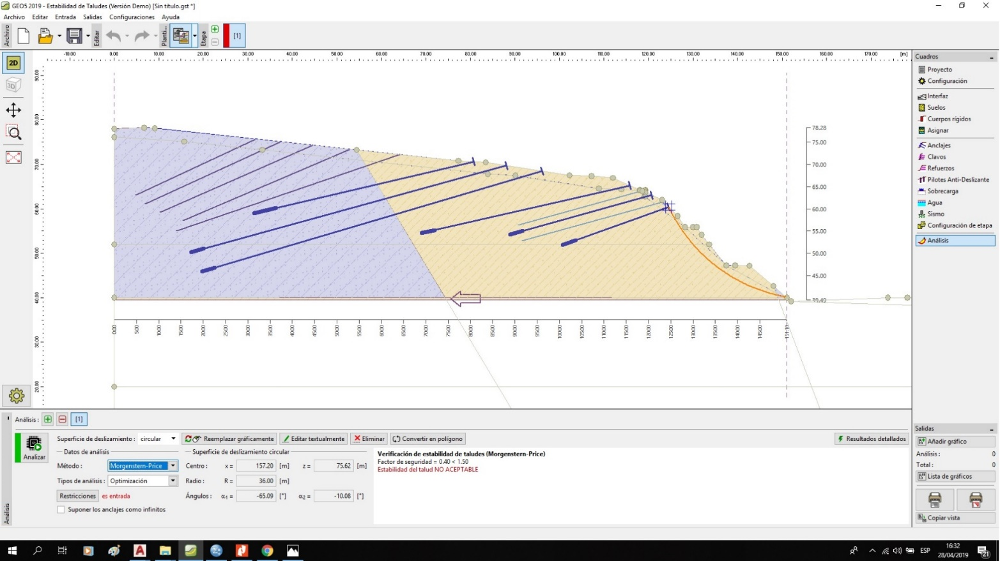 GEO5 2019 - Estabilidad de Taludes (Versión Demo) [Sin título.gst *]
Archivo Editar Entrada Salidas Configuraciones Ayuda
Archivo
Editar
Planti...
Etapa
[1]
-10.00 0.00 10.00 20.00 30.00 40.00 50.00 60.00 70.00 80.00 90.00 100.00 110.00 120.00 130.00 140.00 150.00 160.00 170.00 [m]
2D
3D
90.00
80.00
70.00
60.00
50.00
40.00
30.00
20.00
78.28
75.00
70.00
65.00
60.00
55.00
50.00
45.00
39.49
0.00 5.00 10.00 15.00 20.00 25.00 30.00 35.00 40.00 45.00 50.00 55.00 60.00 65.00 70.00 75.00 80.00 85.00 90.00 95.00 100.00 105.00 110.00 115.00 120.00 125.00 130.00 135.00 140.00 145.00
Cuadros
Proyecto
Configuración
Interfaz
Suelos
Cuerpos rígidos
Asignar
Anclajes
Clavos
Refuerzos
Pilotes Anti-Deslizante
Sobrecarga
Agua
Sismo
Configuración de etapa
Análisis
Análisis : [1]
Analizar
Superficie de deslizamiento : circular Reemplazar gráficamente Editar textualmente Eliminar Convertir en polígono Resultados detallados
Datos de análisis
Método : Morgenstern-Price
Tipos de análisis : Optimización
Restricciones es entrada
Suponer los anclajes como infinitos
Superficie de deslizamiento circular
Centro : x = 157.20 [m] z = 75.62 [m]
Radio : R = 36.00 [m]
Ángulos : α1 = -65.09 [°] α2 = -10.08 [°]
Verificación de estabilidad de taludes (Morgenstern-Price)
Factor de seguridad = 0.40 < 1.50
Estabilidad del talud NO ACEPTABLE
Análisis
Salidas
Añadir gráfico
Análisis : 0
Total : 0
Lista de gráficos
Copiar vista
ESP
16:32
28/04/2019
21